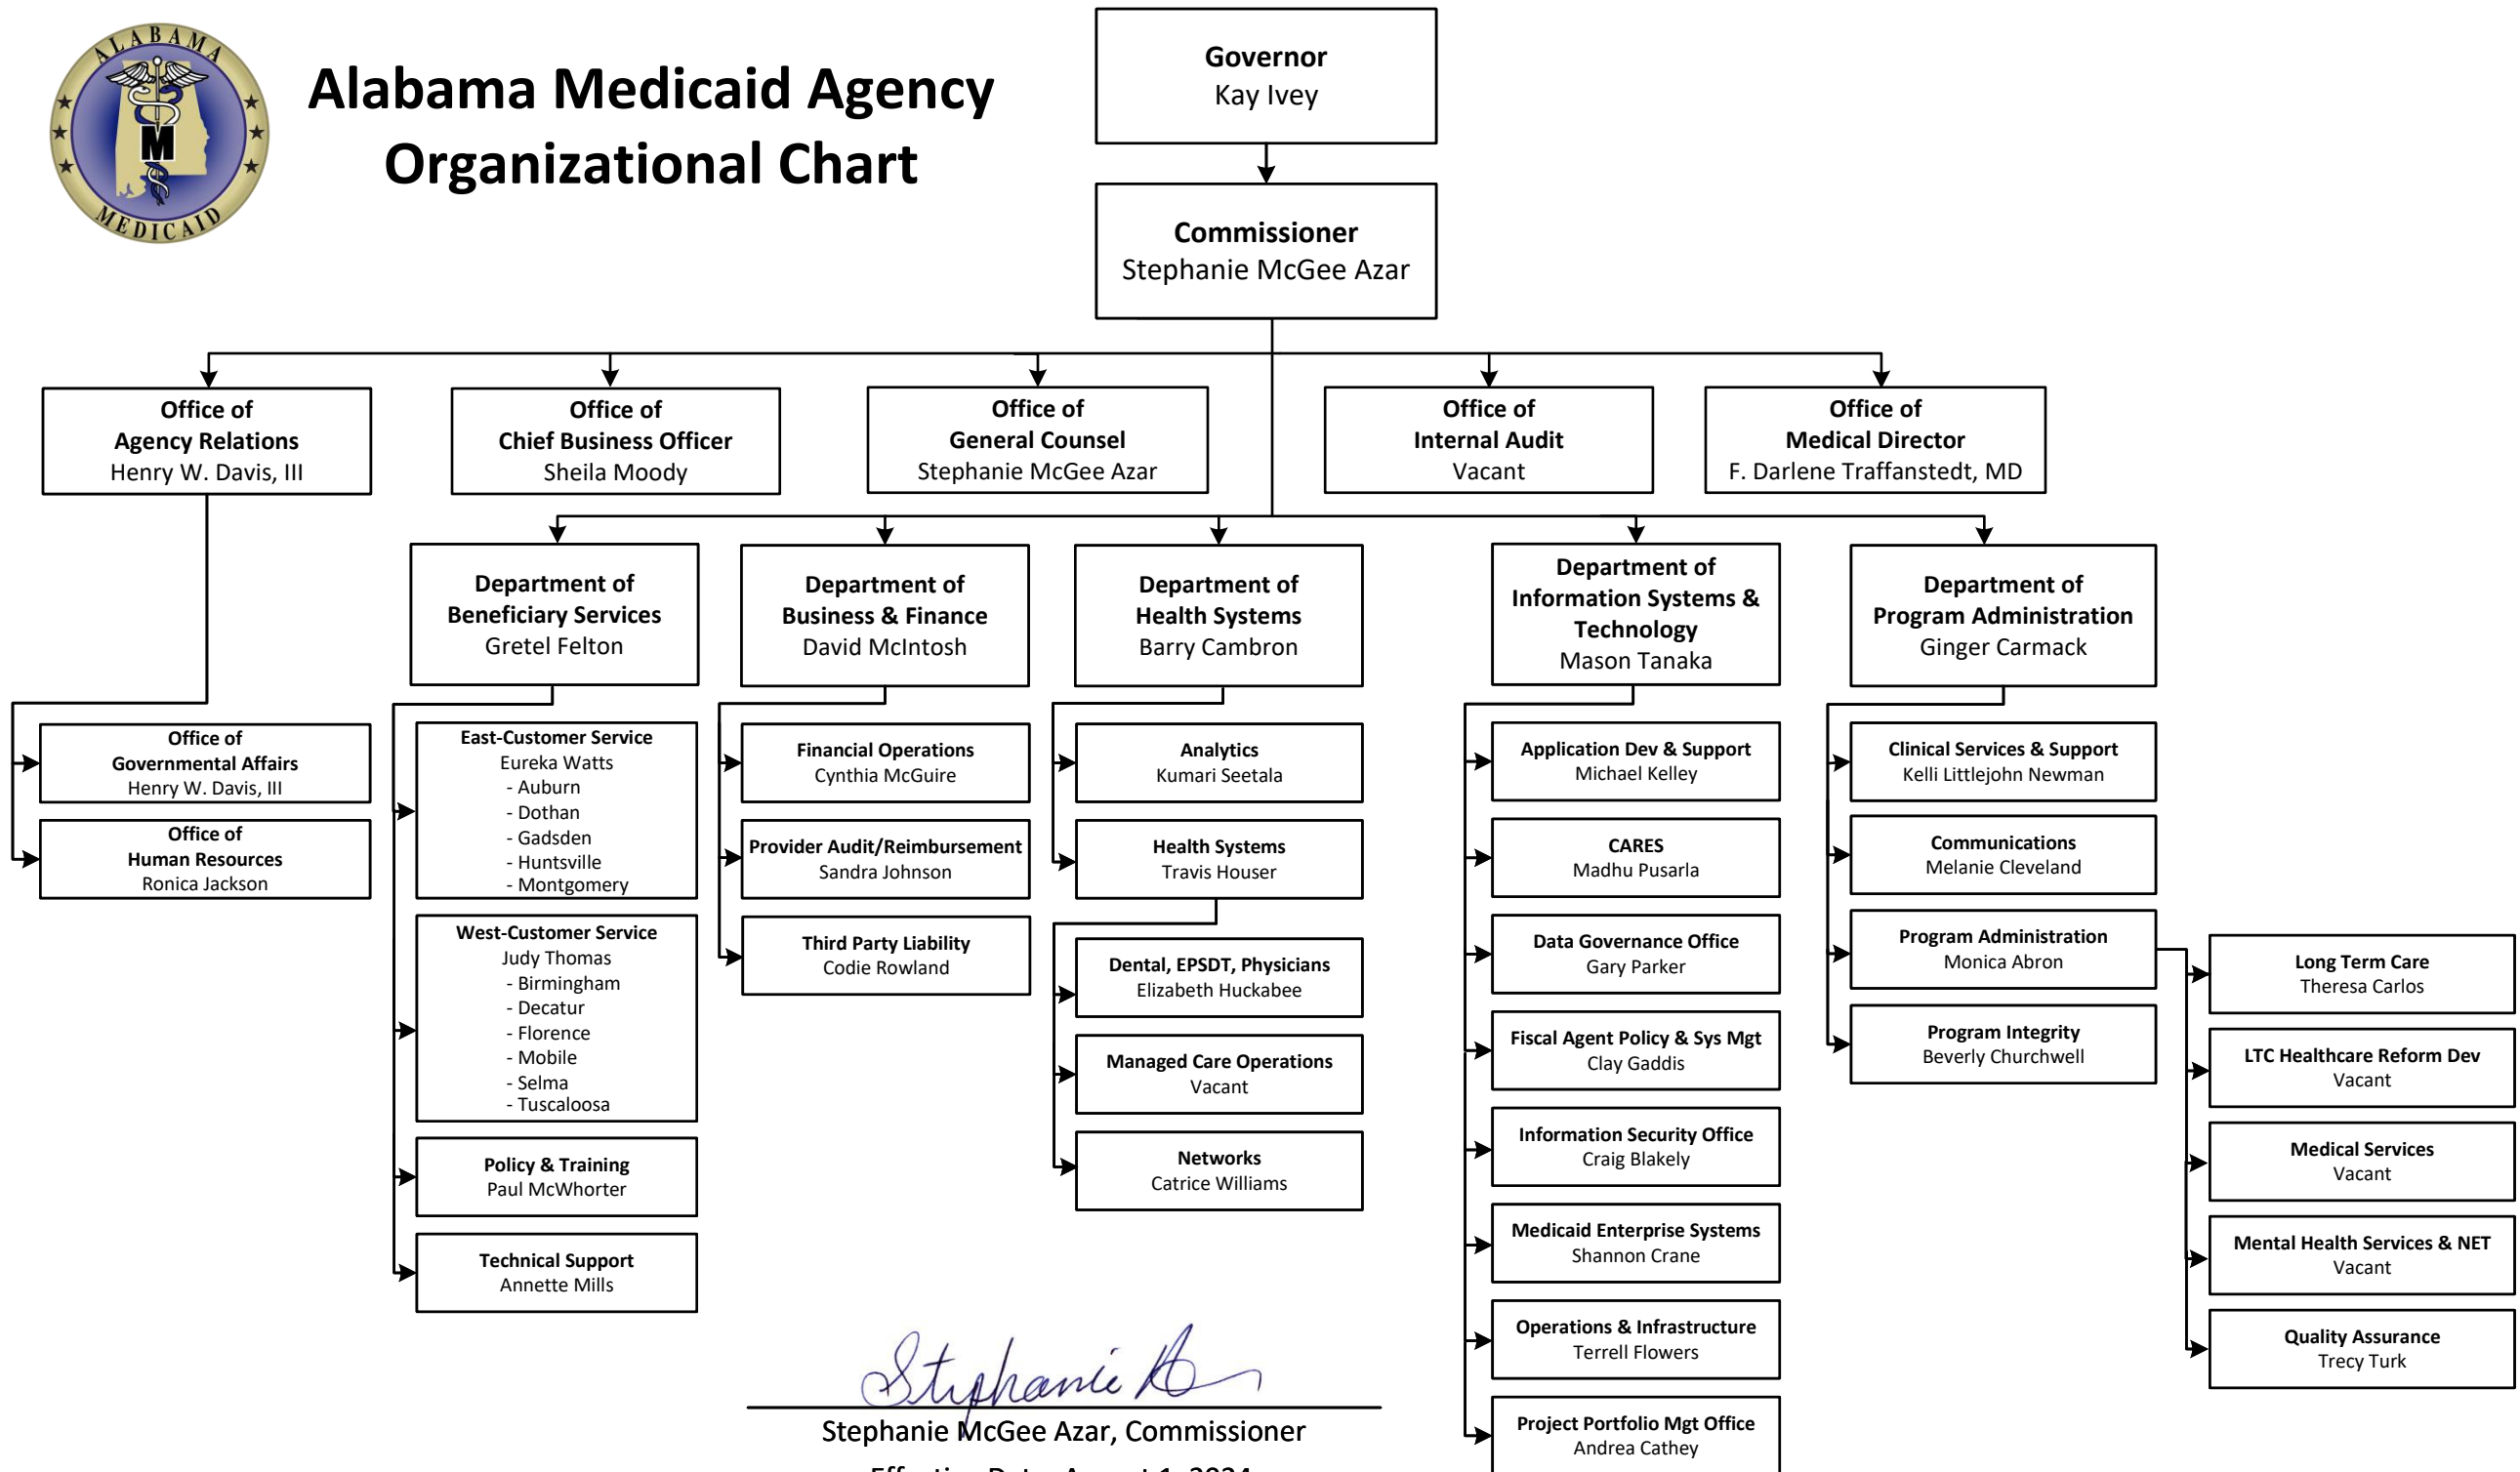 ALABAMA
M
MEDICAID
Alabama Medicaid Agency
Organizational Chart
Governor
Kay Ivey
Commissioner
Stephanie McGee Azar
Office of
Agency Relations
Henry W. Davis, III
Office of
Chief Business Officer
Sheila Moody
Office of
General Counsel
Stephanie McGee Azar
Office of
Internal Audit
Vacant
Office of
Medical Director
F. Darlene Traffanstedt, MD
Department of
Beneficiary Services
Gretel Felton
Department of
Business & Finance
David McIntosh
Department of
Health Systems
Barry Cambron
Department of
Information Systems &
Technology
Mason Tanaka
Department of
Program Administration
Ginger Carmack
Office of
Governmental Affairs
Henry W. Davis, III
Office of
Human Resources
Ronica Jackson
East-Customer Service
Eureka Watts
- Auburn
- Dothan
- Gadsden
- Huntsville
- Montgomery
West-Customer Service
Judy Thomas
- Birmingham
- Decatur
- Florence
- Mobile
- Selma
- Tuscaloosa
Policy & Training
Paul McWhorter
Technical Support
Annette Mills
Financial Operations
Cynthia McGuire
Provider Audit/Reimbursement
Sandra Johnson
Third Party Liability
Codie Rowland
Analytics
Kumari Seetala
Health Systems
Travis Houser
Dental, EPSDT, Physicians
Elizabeth Huckabee
Managed Care Operations
Vacant
Networks
Catrice Williams
Application Dev & Support
Michael Kelley
CARES
Madhu Pusarla
Data Governance Office
Gary Parker
Fiscal Agent Policy & Sys Mgt
Clay Gaddis
Information Security Office
Craig Blakely
Medicaid Enterprise Systems
Shannon Crane
Operations & Infrastructure
Terrell Flowers
Project Portfolio Mgt Office
Andrea Cathey
Clinical Services & Support
Kelli Littlejohn Newman
Communications
Melanie Cleveland
Program Administration
Monica Abron
Program Integrity
Beverly Churchwell
Long Term Care
Theresa Carlos
LTC Healthcare Reform Dev
Vacant
Medical Services
Vacant
Mental Health Services & NET
Vacant
Quality Assurance
Trecy Turk
Stephanie A
Stephanie McGee Azar, Commissioner
Effective Date: August 1, 2024